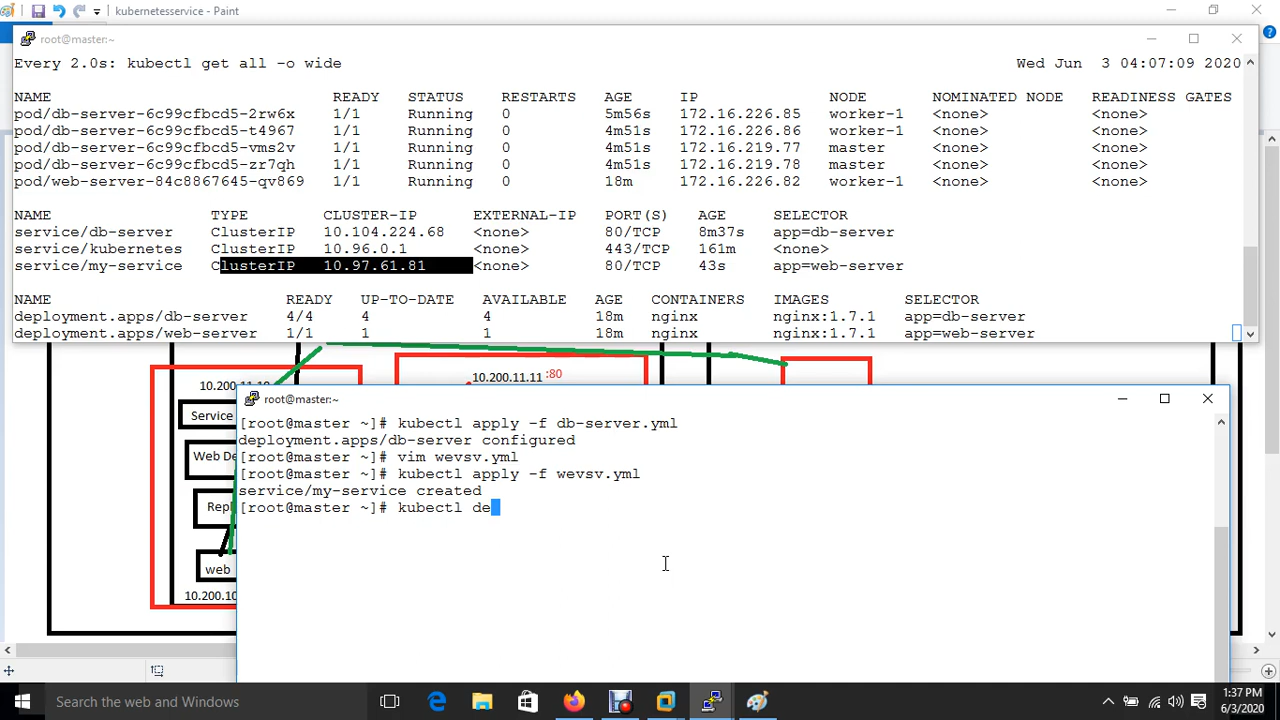 kubernetesservice - Paint
root@master:~
Every 2.0s: kubectl get all -o wide Wed Jun 3 04:07:09 2020
NAME READY STATUS RESTARTS AGE IP NODE NOMINATED NODE READINESS GATES
pod/db-server-6c99cfbcd5-2rw6x 1/1 Running 0 5m56s 172.16.226.85 worker-1 <none> <none>
pod/db-server-6c99cfbcd5-t4967 1/1 Running 0 4m51s 172.16.226.86 worker-1 <none> <none>
pod/db-server-6c99cfbcd5-vms2v 1/1 Running 0 4m51s 172.16.219.77 master <none> <none>
pod/db-server-6c99cfbcd5-zr7qh 1/1 Running 0 4m51s 172.16.219.78 master <none> <none>
pod/web-server-84c8867645-qv869 1/1 Running 0 18m 172.16.226.82 worker-1 <none> <none>
NAME TYPE CLUSTER-IP EXTERNAL-IP PORT(S) AGE SELECTOR
service/db-server ClusterIP 10.104.224.68 <none> 80/TCP 8m37s app=db-server
service/kubernetes ClusterIP 10.96.0.1 <none> 443/TCP 161m <none>
service/my-service ClusterIP 10.97.61.81 <none> 80/TCP 43s app=web-server
NAME READY UP-TO-DATE AVAILABLE AGE CONTAINERS IMAGES SELECTOR
deployment.apps/db-server 4/4 4 4 18m nginx nginx:1.7.1 app=db-server
deployment.apps/web-server 1/1 1 1 18m nginx nginx:1.7.1 app=web-server
10.200.11.11 :80
Service
Web De
Repl
web
10.200.10
root@master:~
[root@master ~]# kubectl apply -f db-server.yml
deployment.apps/db-server configured
[root@master ~]# vim wevsv.yml
[root@master ~]# kubectl apply -f wevsv.yml
service/my-service created
[root@master ~]# kubectl de
Search the web and Windows
1:37 PM
6/3/2020